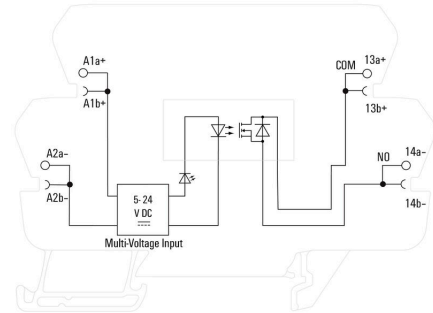 A1a+
A1b+
A2a–
A2b–
5- 24
V DC
Multi-Voltage Input
COM
13a+
13b+
NO
14a–
14b–